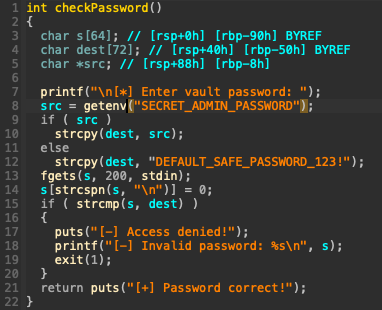 1 int checkPassword()
2 {
3   char s[64]; // [rsp+0h] [rbp-90h] BYREF
4   char dest[72]; // [rsp+40h] [rbp-50h] BYREF
5   char *src; // [rsp+88h] [rbp-8h]
6
7   printf("\n[*] Enter vault password: ");
8   src = getenv("SECRET_ADMIN_PASSWORD");
9   if ( src )
10     strcpy(dest, src);
11   else
12     strcpy(dest, "DEFAULT_SAFE_PASSWORD_123!");
13   fgets(s, 200, stdin);
14   s[strcspn(s, "\n")] = 0;
15   if ( strcmp(s, dest) )
16   {
17     puts("[-] Access denied!");
18     printf("[-] Invalid password: %s\n", s);
19     exit(1);
20   }
21   return puts("[+] Password correct!");
22 }